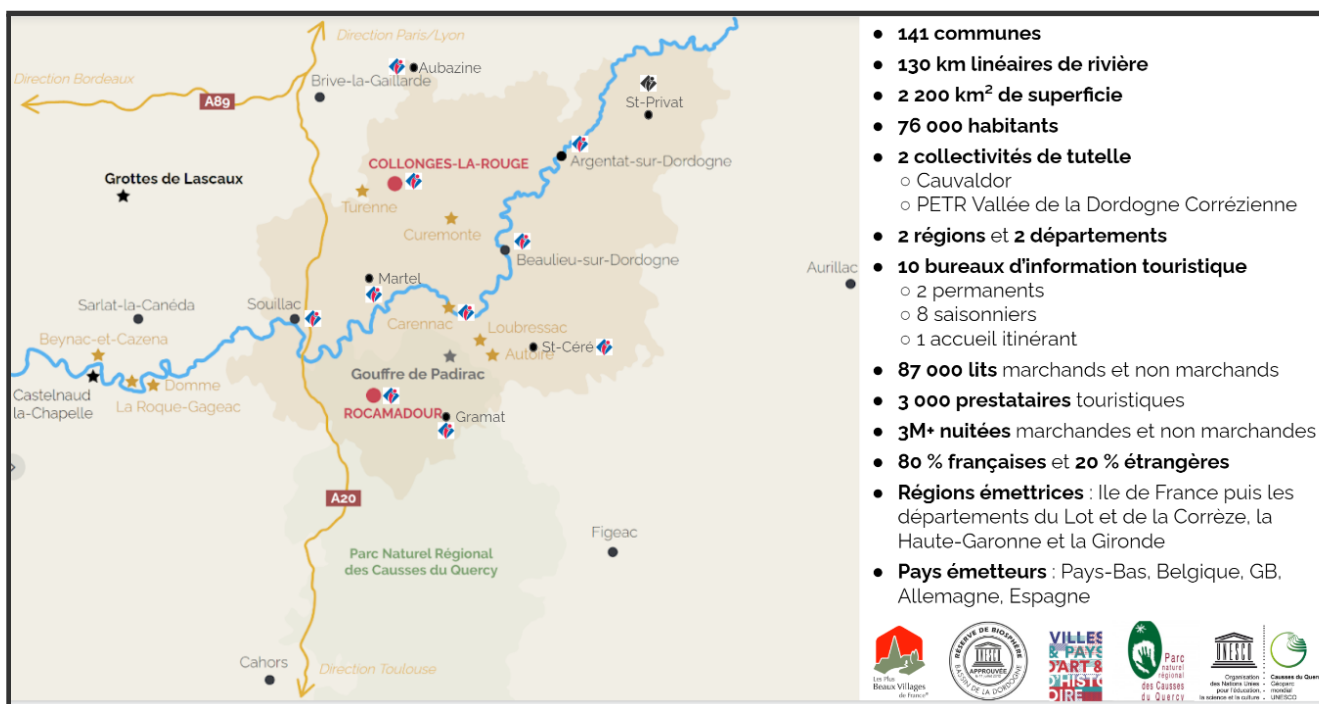 Direction Paris/Lyon
Aubazine
Direction Bordeaux
Brive-la-Gaillarde
A89
St-Privat
Argentat-sur-Dordogne
COLLONGES-LA-ROUGE
Grottes de Lascaux
Turenne
Curemonte
Beaulieu-sur-Dordogne
Aurillac
Martel
Sarlat-la-Canéda
Souillac
Carennac
Loubressac
Beynac-et-Cazena
Autoire
St-Céré
Gouffre de Padirac
Domme
Castelnaud
la-Chapelle
La Roque-Gageac
ROCAMADOUR
Gramat
A20
Figeac
Parc Naturel Régional
des Causses du Quercy
Cahors
Direction Toulouse
● 141 communes
● 130 km linéaires de rivière
● 2 200 km² de superficie
● 76 000 habitants
● 2 collectivités de tutelle
○ Cauvaldor
○ PETR Vallée de la Dordogne Corrézienne
● 2 régions et 2 départements
● 10 bureaux d'information touristique
○ 2 permanents
○ 8 saisonniers
○ 1 accueil itinérant
● 87 000 lits marchands et non marchands
● 3 000 prestataires touristiques
● 3M+ nuitées marchandes et non marchandes
● 80 % françaises et 20 % étrangères
● Régions émettrices : Ile de France puis les
départements du Lot et de la Corrèze, la
Haute-Garonne et la Gironde
● Pays émetteurs : Pays-Bas, Belgique, GB,
Allemagne, Espagne
Les Plus
Beaux Villages
de France
RÉSERVE DE BIOSPHÈRE
UNESCO
APPROUVÉE
BASSIN DE LA DORDOGNE
VILLES
& PAYS
D'ART &
D'HISTO
IRE
Parc
naturel
régional
des Causses
du Quercy
UNESCO
Organisation
des Nations Unies
pour l'éducation,
la science et la culture
Causses du Quer
Géoparc
mondial
UNESCO